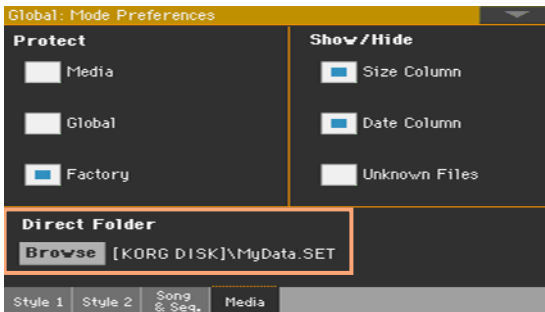 Global: Mode Preferences
Protect
Media
Global
Factory
Show/Hide
Size Column
Date Column
Unknown Files
Direct Folder
Browse [KORG DISK]\MyData.SET
Style 1
Style 2
Song
& Seq.
Media